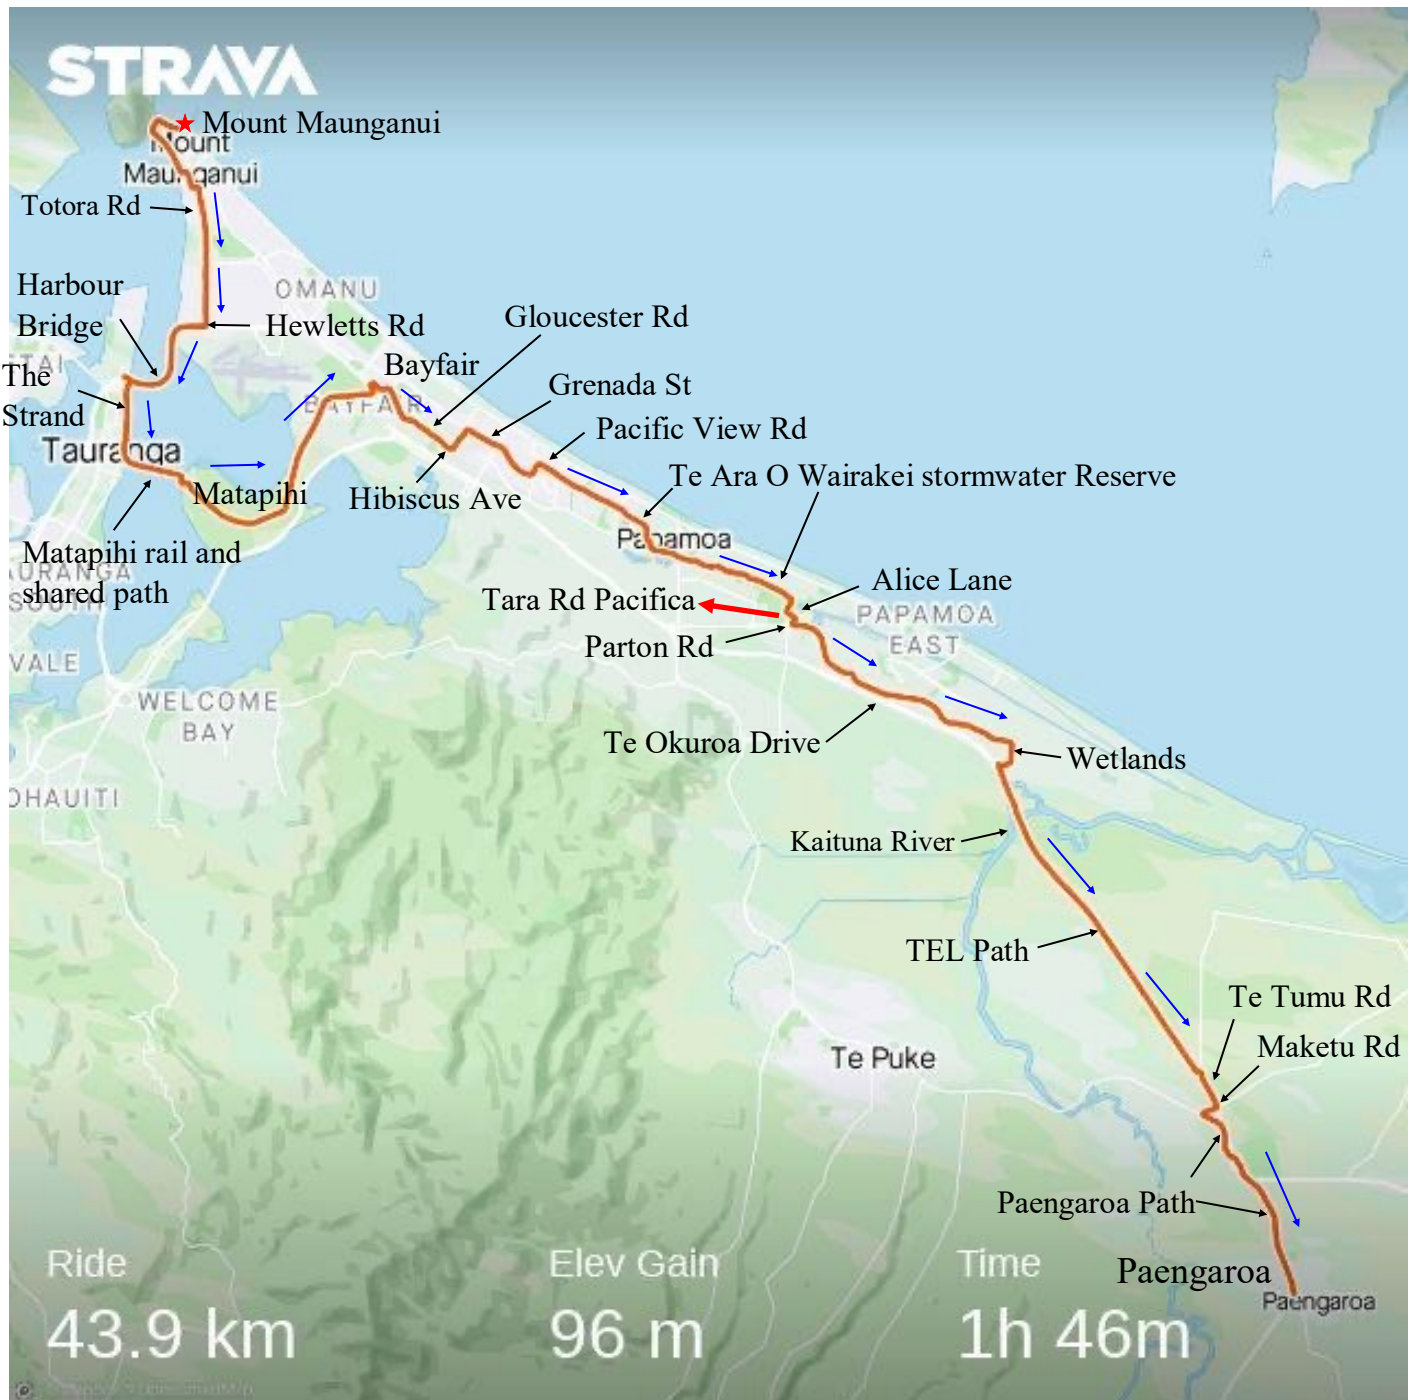 STRAVA
Mount Maunganui
Mount
Maunganui
Totora Rd
Harbour
Bridge
OMANU
Hewletts Rd
Gloucester Rd
Bayfair
The
Strand
BAYFAIR
Grenada St
Pacific View Rd
Tauranga
Matapihi
Hibiscus Ave
Te Ara O Wairakei stormwater Reserve
Papamoa
Matapihi rail and
shared path
Alice Lane
Tara Rd Pacifica
PAPAMOA
EAST
Parton Rd
WELCOME
BAY
Te Okuroa Drive
Wetlands
OHAUITI
Kaituna River
TEL Path
Te Tumu Rd
Maketu Rd
Te Puke
Paengaroa Path
Paengaroa
Paengaroa
Ride
Elev Gain
Time
43.9 km
96 m
1h 46m